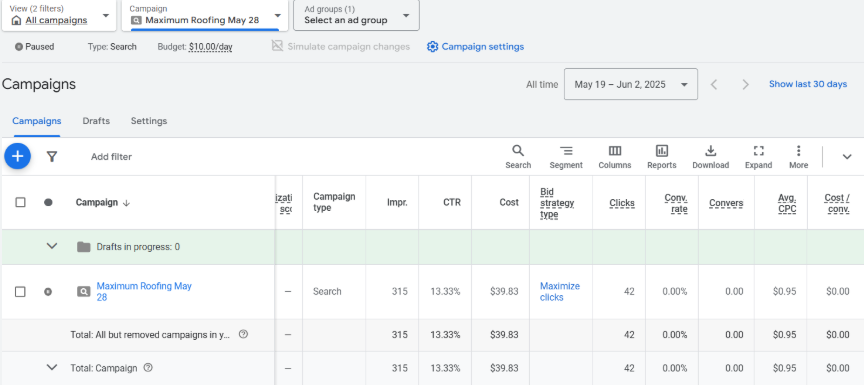 View (2 filters)
All campaigns
Campaign
Maximum Roofing May 28
Ad groups (1)
Select an ad group
Paused
Type: Search
Budget: $10.00/day
Simulate campaign changes
Campaign settings
Campaigns
All time
May 19 – Jun 2, 2025
Show last 30 days
Campaigns
Drafts
Settings
Add filter
Search
Segment
Columns
Reports
Download
Expand
More
Campaign
izati
sco
Campaign
type
Impr.
CTR
Cost
Bid
strategy
type
Clicks
Conv.
rate
Convers
Avg.
CPC
Cost /
conv.
Drafts in progress: 0
Maximum Roofing May
28
—
Search
315
13.33%
$39.83
Maximize
clicks
42
0.00%
0.00
$0.95
$0.00
Total: All but removed campaigns in y...
—
315
13.33%
$39.83
42
0.00%
0.00
$0.95
$0.00
Total: Campaign
—
315
13.33%
$39.83
42
0.00%
0.00
$0.95
$0.00